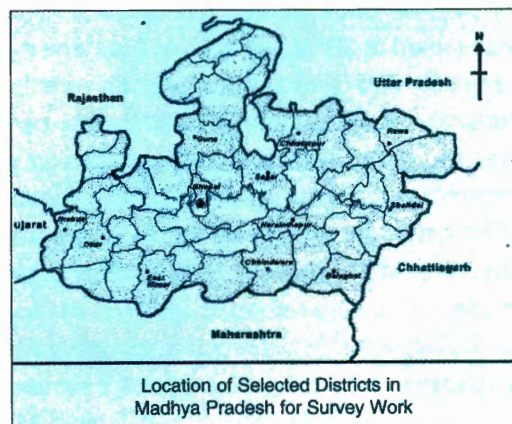 N
Rajasthan
Uttar Pradesh
Guna
Chhatarpur
Rewa
Bhopal
Sagar
Shahdol
Jhabua
ujarat
Dhar
Narsinghpur
East
Nimar
Chhindwara
Balaghat
Chhattisgarh
Maharashtra
Location of Selected Districts in
Madhya Pradesh for Survey Work